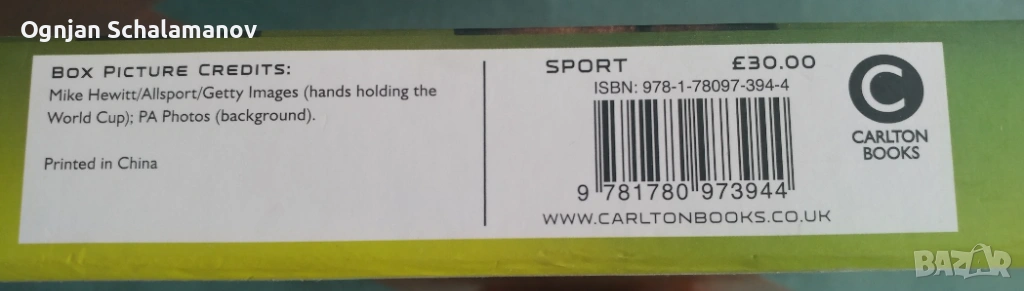 Ognjan Schalamanov
BOX PICTURE CREDITS:
Mike Hewitt/Allsport/Getty Images (hands holding the
World Cup); PA Photos (background).
Printed in China
SPORT £30.00
ISBN: 978-1-78097-394-4
9 781780 973944
WWW.CARLTONBOOKS.CO.UK
C
CARLTON
BOOKS
BAZAR